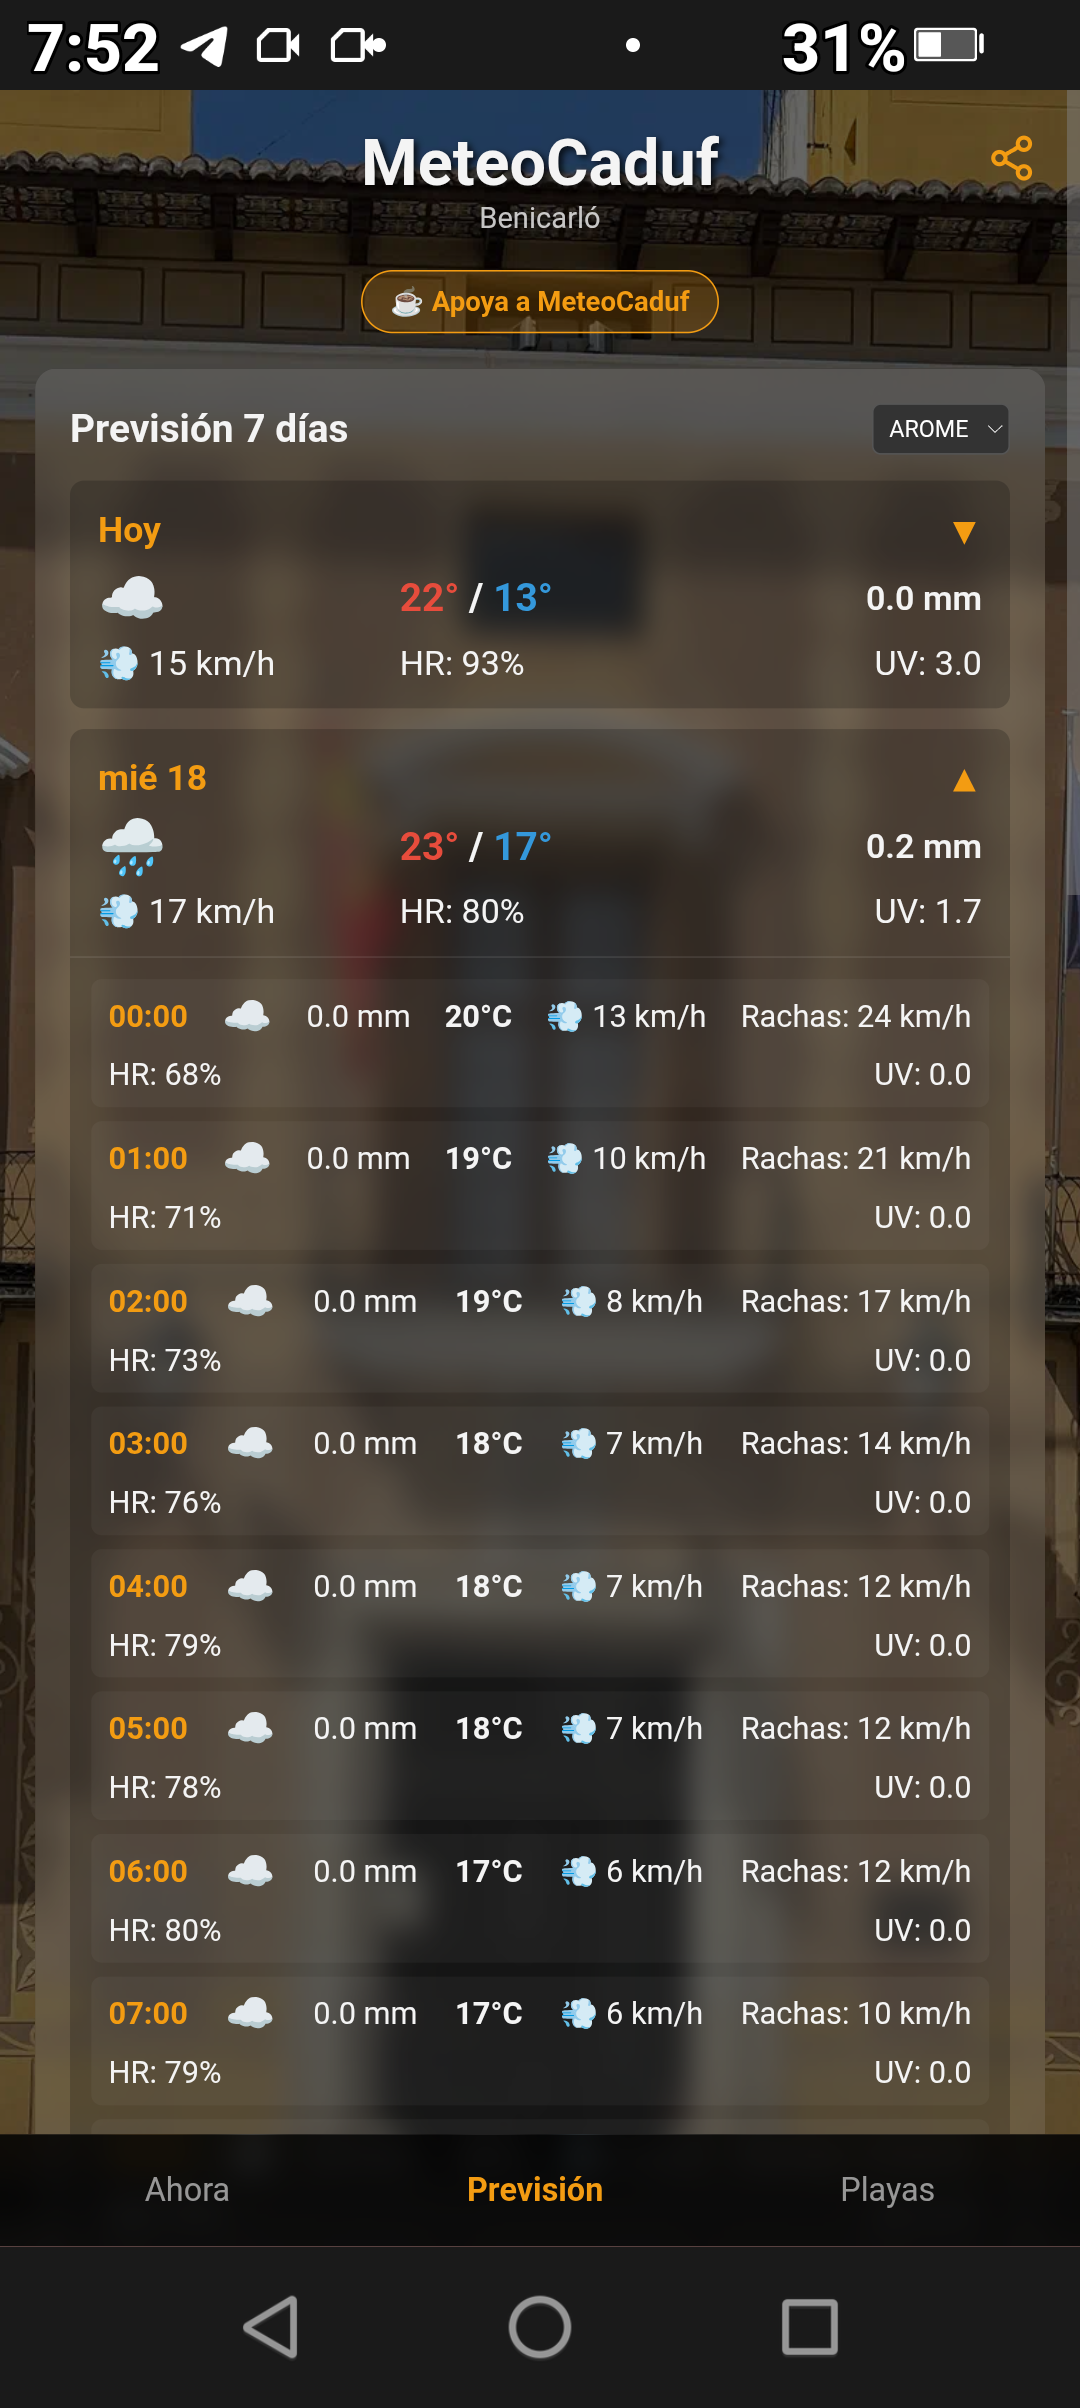 7:52 31%
MeteoCaduf
Benicarló
☕ Apoya a MeteoCaduf
Previsión 7 días AROME
Hoy ▼
22° / 13° 0.0 mm
15 km/h HR: 93% UV: 3.0
mié 18 ▲
23° / 17° 0.2 mm
17 km/h HR: 80% UV: 1.7
00:00 0.0 mm 20°C 13 km/h Rachas: 24 km/h
HR: 68% UV: 0.0
01:00 0.0 mm 19°C 10 km/h Rachas: 21 km/h
HR: 71% UV: 0.0
02:00 0.0 mm 19°C 8 km/h Rachas: 17 km/h
HR: 73% UV: 0.0
03:00 0.0 mm 18°C 7 km/h Rachas: 14 km/h
HR: 76% UV: 0.0
04:00 0.0 mm 18°C 7 km/h Rachas: 12 km/h
HR: 79% UV: 0.0
05:00 0.0 mm 18°C 7 km/h Rachas: 12 km/h
HR: 78% UV: 0.0
06:00 0.0 mm 17°C 6 km/h Rachas: 12 km/h
HR: 80% UV: 0.0
07:00 0.0 mm 17°C 6 km/h Rachas: 10 km/h
HR: 79% UV: 0.0
Ahora Previsión Playas